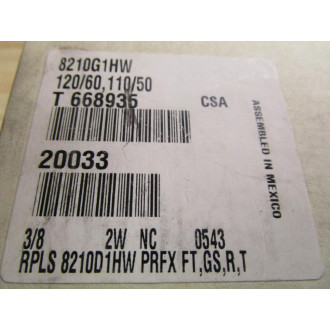 8210G1HW
120/60,110/50
T 668935 CSA
20033
3/8 2W NC 0543
RPLS 8210D1HW PRFX FT,GS,R,T
ASSEMBLED IN MEXICO